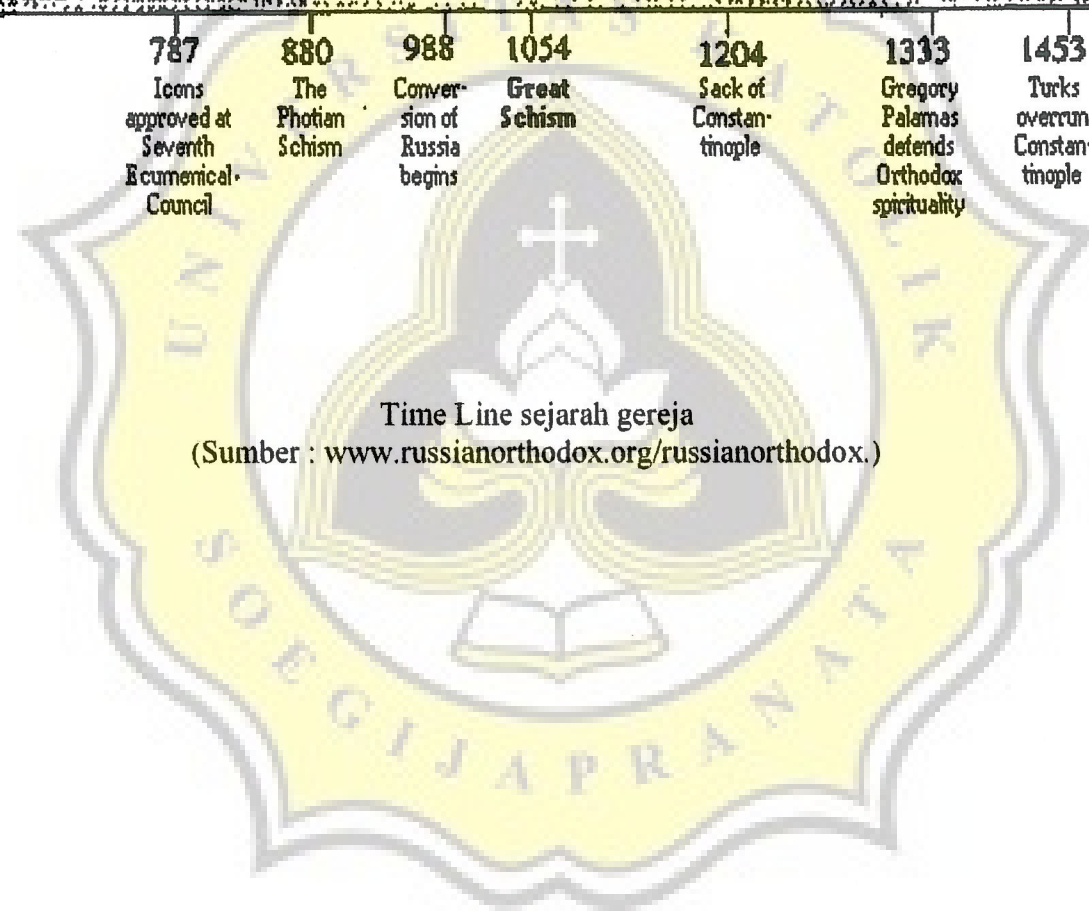 787
Icons
approved at
Seventh
Ecumenical
Council
880
The
Photian
Schism
988
Conver-
sion of
Russia
begins
1054
Great
Schism
1204
Sack of
Constan-
tinople
1333
Gregory
Palamas
defends
Orthodox
spirituality
1453
Turks
overrun
Constan-
tinople
Time Line sejarah gereja
(Sumber : www.russianorthodox.org/russianorthodox.)
SOEGIJAPRANATA